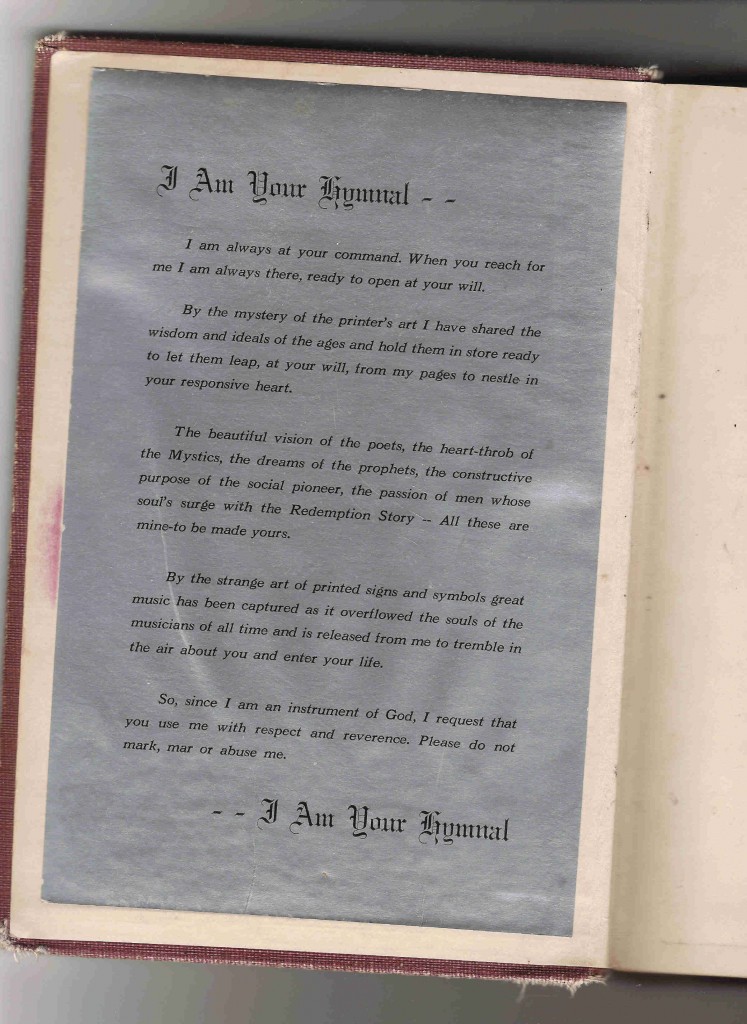 I Am Your Hymnal - -
I am always at your command. When you reach for
me I am always there, ready to open at your will.
By the mystery of the printer's art I have shared the
wisdom and ideals of the ages and hold them in store ready
to let them leap, at your will, from my pages to nestle in
your responsive heart.
The beautiful vision of the poets, the heart-throb of
the Mystics, the dreams of the prophets, the constructive
purpose of the social pioneer, the passion of men whose
soul's surge with the Redemption Story -- All these are
mine-to be made yours.
By the strange art of printed signs and symbols great
music has been captured as it overflowed the souls of the
musicians of all time and is released from me to tremble in
the air about you and enter your life.
So, since I am an instrument of God, I request that
you use me with respect and reverence. Please do not
mark, mar or abuse me.
- - I Am Your Hymnal